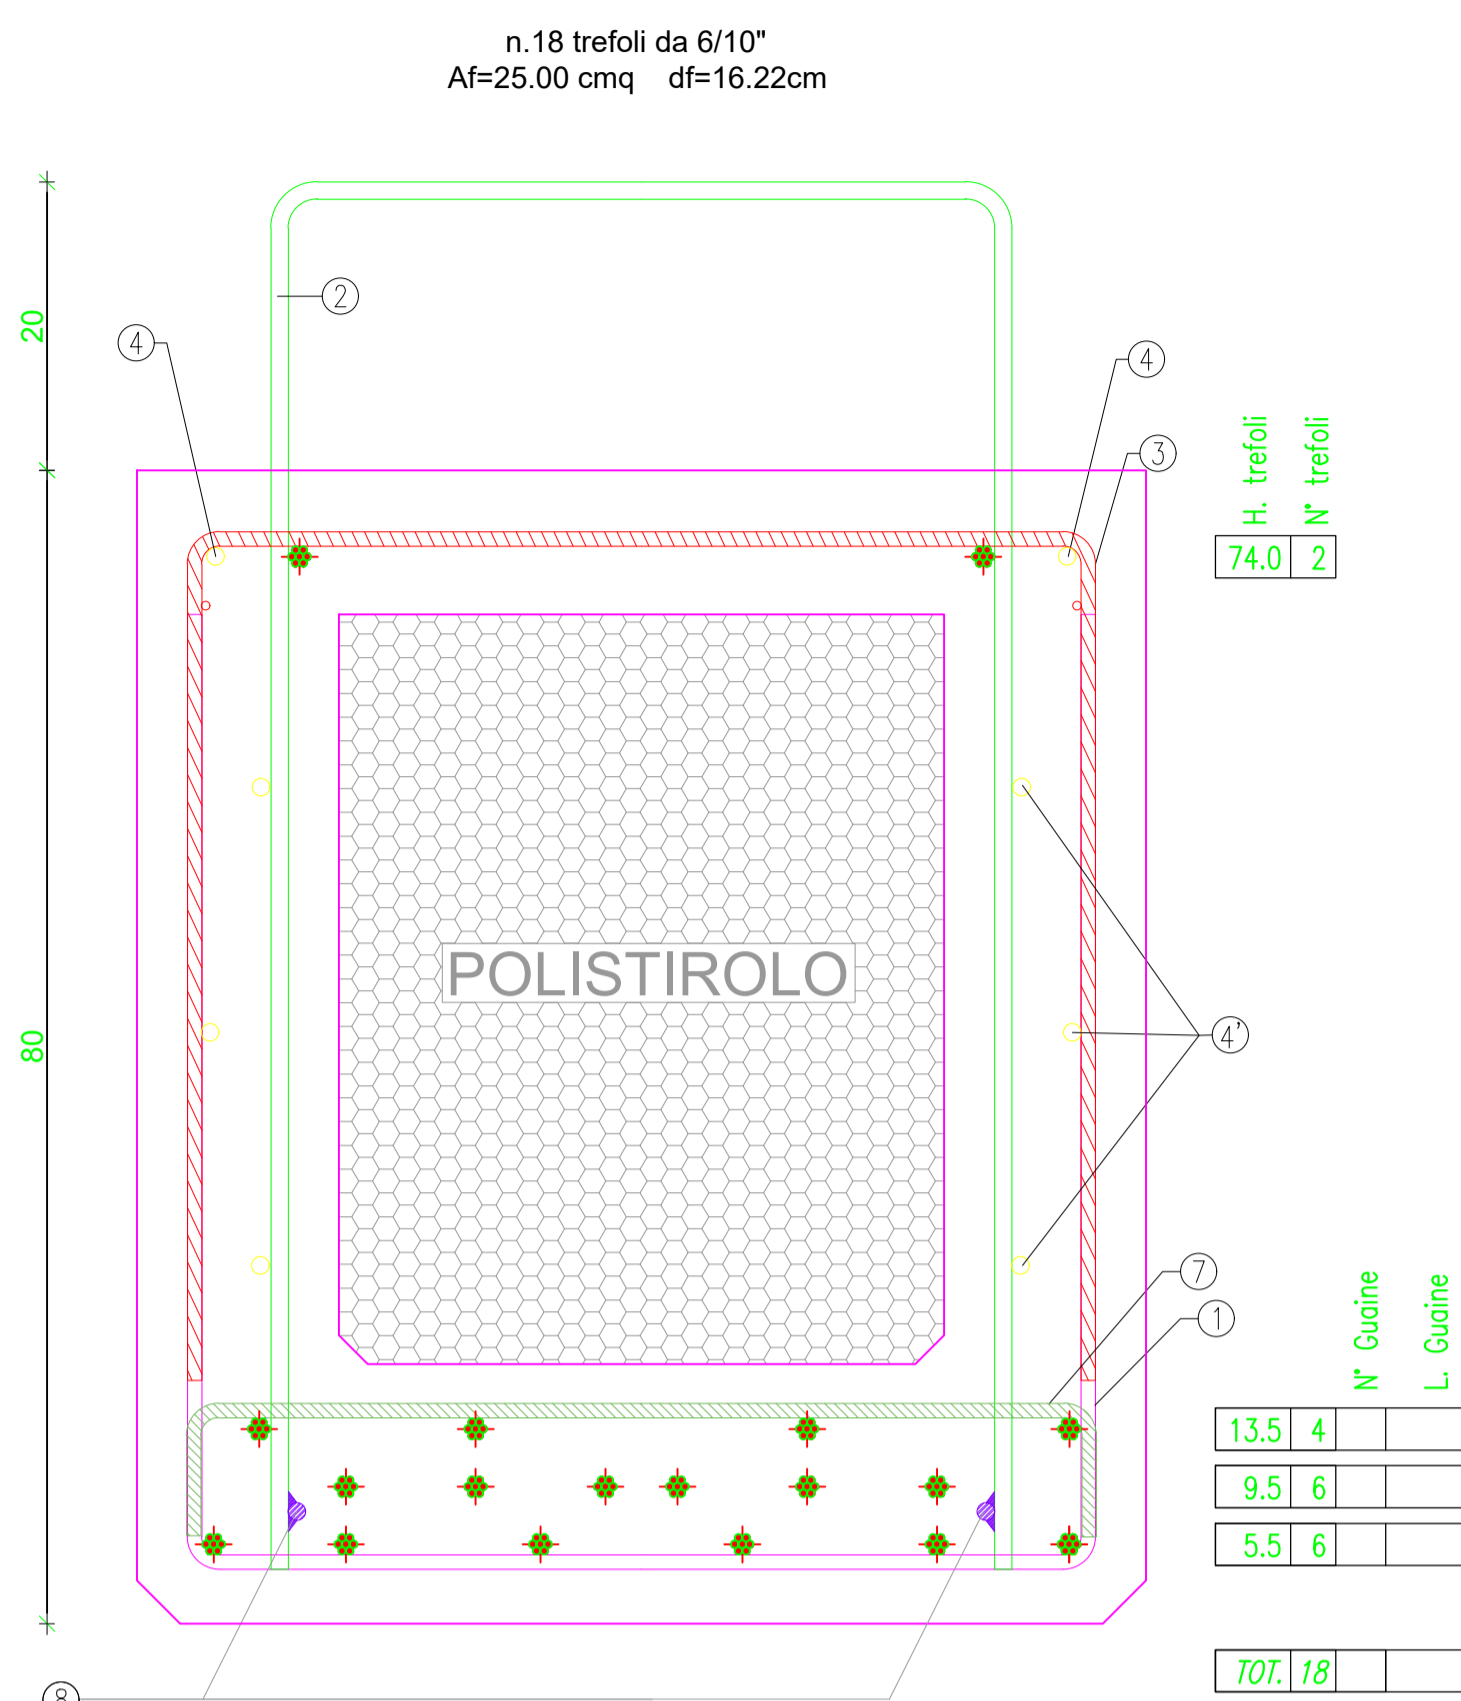 n.18 trefoli da 6/10"
Af=25.00 cmq df=16.22cm
2
20
4
4
3
H. trefoli
N° trefoli
74.0 2
POLISTIROLO
80
4'
7
1
N° Guaine
L. Guaine
13.5 4
9.5 6
5.5 6
TOT. 18
8